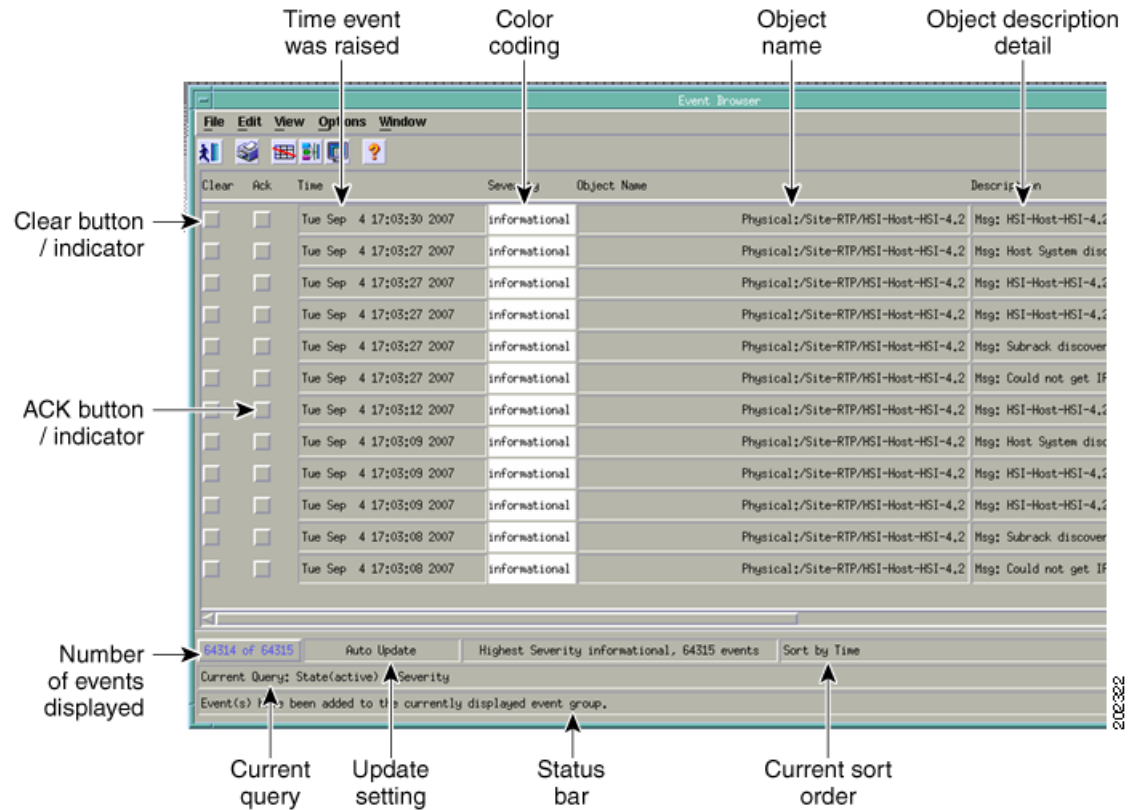 Time event
was raised
Color
coding
Object
name
Object description
detail
Event Browser
File Edit View Options Window
Clear Ack Time Severity Object Name Description
Clear button
/ indicator
Tue Sep 4 17:03:30 2007 informational Physical:/Site-RTP/HSI-Host-HSI-4.2 Msg: HSI-Host-HSI-4.2
Tue Sep 4 17:03:27 2007 informational Physical:/Site-RTP/HSI-Host-HSI-4.2 Msg: Host System disc
Tue Sep 4 17:03:27 2007 informational Physical:/Site-RTP/HSI-Host-HSI-4.2 Msg: HSI-Host-HSI-4.2
Tue Sep 4 17:03:27 2007 informational Physical:/Site-RTP/HSI-Host-HSI-4.2 Msg: HSI-Host-HSI-4.2
Tue Sep 4 17:03:27 2007 informational Physical:/Site-RTP/HSI-Host-HSI-4.2 Msg: Subrack discover
Tue Sep 4 17:03:27 2007 informational Physical:/Site-RTP/HSI-Host-HSI-4.2 Msg: Could not get IF
ACK button
/ indicator
Tue Sep 4 17:03:12 2007 informational Physical:/Site-RTP/HSI-Host-HSI-4.2 Msg: HSI-Host-HSI-4.2
Tue Sep 4 17:03:09 2007 informational Physical:/Site-RTP/HSI-Host-HSI-4.2 Msg: Host System disc
Tue Sep 4 17:03:09 2007 informational Physical:/Site-RTP/HSI-Host-HSI-4.2 Msg: HSI-Host-HSI-4.2
Tue Sep 4 17:03:09 2007 informational Physical:/Site-RTP/HSI-Host-HSI-4.2 Msg: HSI-Host-HSI-4.2
Tue Sep 4 17:03:08 2007 informational Physical:/Site-RTP/HSI-Host-HSI-4.2 Msg: Subrack discover
Tue Sep 4 17:03:08 2007 informational Physical:/Site-RTP/HSI-Host-HSI-4.2 Msg: Could not get IF
Number
of events
displayed
64314 of 64315 Auto Update Highest Severity informational, 64315 events Sort by Time
Current Query: State(active) Severity
Event(s) have been added to the currently displayed event group.
202322
Current
query
Update
setting
Status
bar
Current sort
order